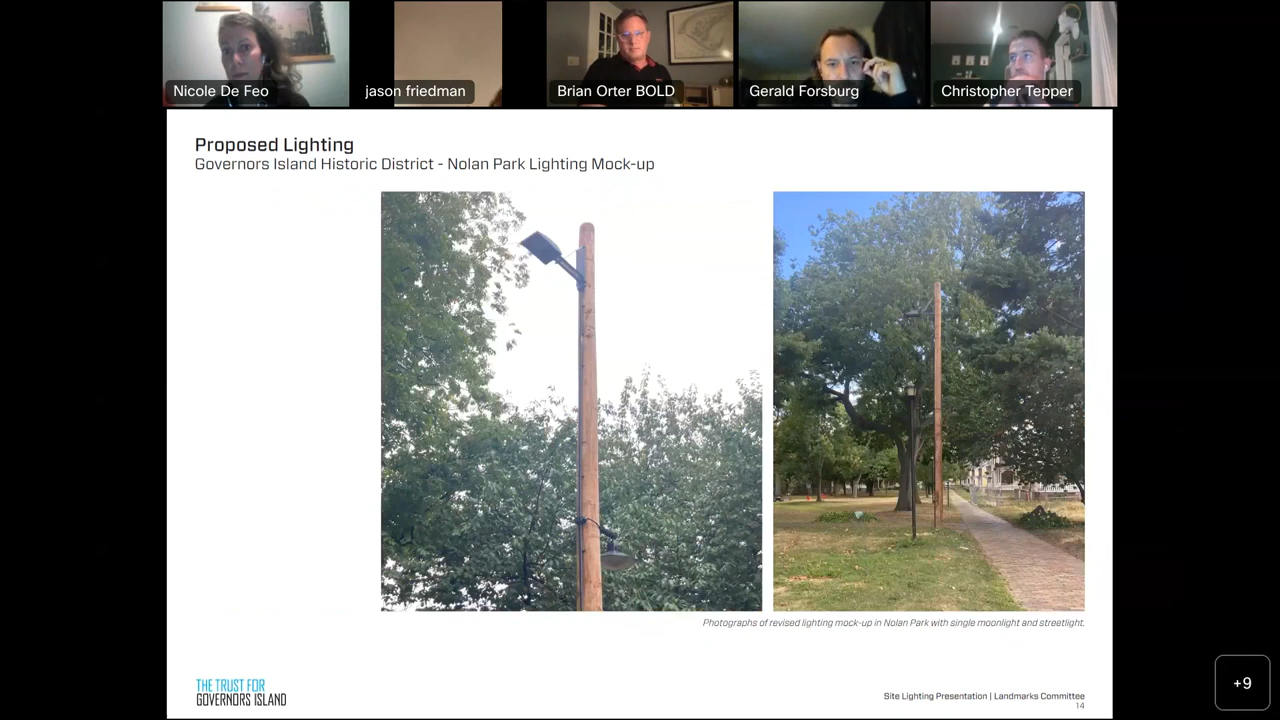 Nicole De Feo
jason friedman
Brian Orter BOLD
Gerald Forsburg
Christopher Tepper
Proposed Lighting
Governors Island Historic District - Nolan Park Lighting Mock-up
Photographs of revised lighting mock-up in Nolan Park with single moonlight and streetlight.
THE TRUST FOR
GOVERNORS ISLAND
Site Lighting Presentation | Landmarks Committee
14
+9